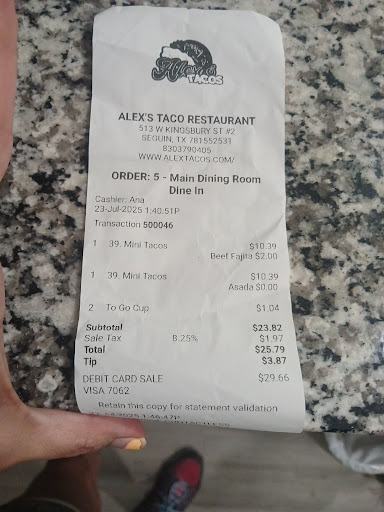 Alex's
TACOS
ALEX'S TACO RESTAURANT
513 W KINGSBURY ST #2
SEGUIN, TX 781552531
8303790405
WWW.ALEXTACOS.COM/
ORDER: 5 - Main Dining Room
Dine In
Cashier: Ana
23-Jul-2025 1:40:51P
Transaction 500046
1 39. Mini Tacos $10.39
Beef Fajita $2.00
1 39. Mini Tacos $10.39
Asada $0.00
2 To Go Cup $1.04
Subtotal $23.82
Sale Tax 8.25% $1.97
Total $25.79
Tip $3.87
DEBIT CARD SALE $29.66
VISA 7062
Retain this copy for statement validation